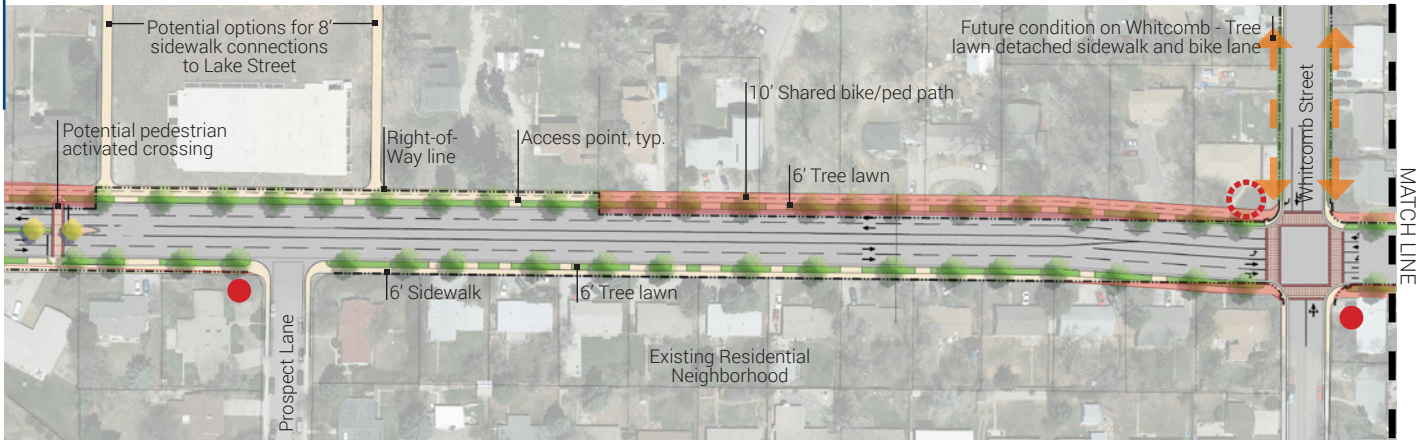 Potential options for 8'
sidewalk connections
to Lake Street
Future condition on Whitcomb - Tree
lawn detached sidewalk and bike lane
Whitcomb Street
10' Shared bike/ped path
Potential pedestrian
activated crossing
Right-of-
Way line
Access point, typ.
6' Tree lawn
MATCH LINE
6' Sidewalk
6' Tree lawn
Prospect Lane
Existing Residential
Neighborhood